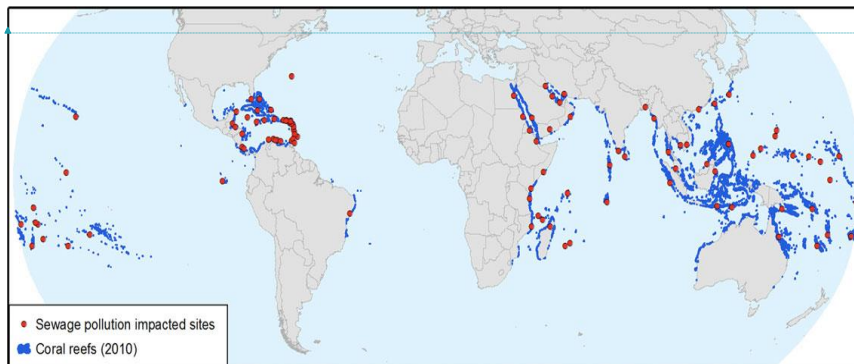 Sewage pollution impacted sites
Coral reefs (2010)